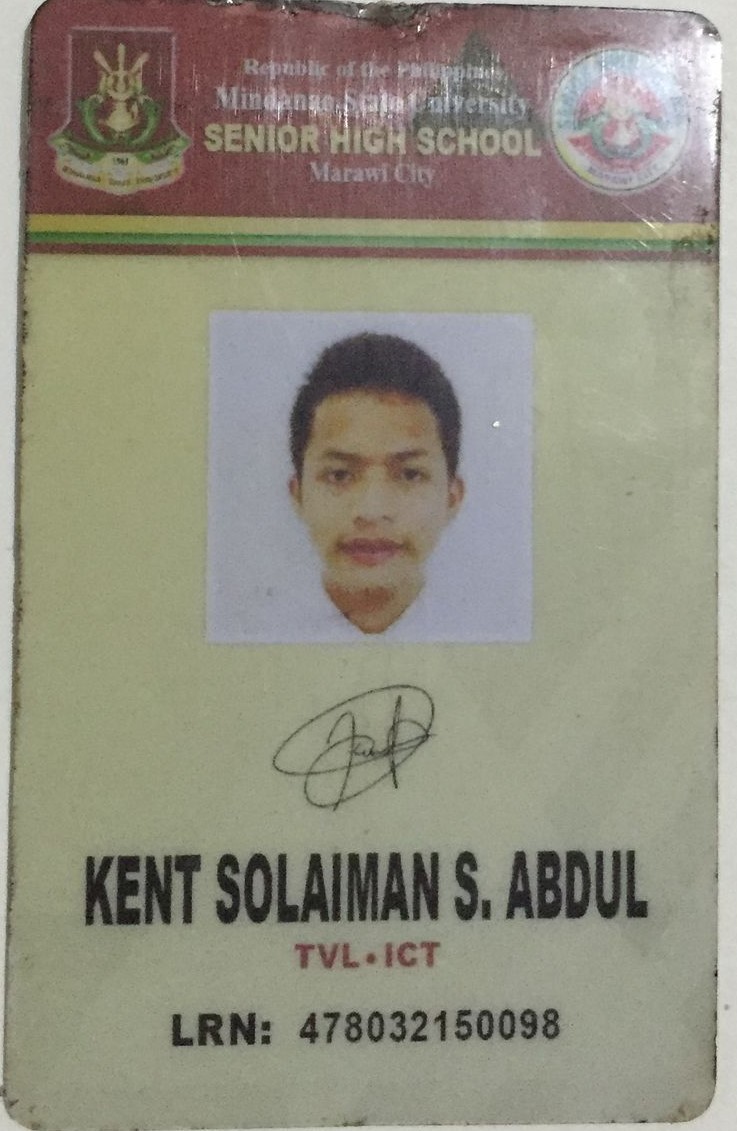 Republic of the Philippines
Mindanao State University
SENIOR HIGH SCHOOL
Marawi City
1961
KENT SOLAIMAN S. ABDUL
TVL • ICT
LRN: 478032150098